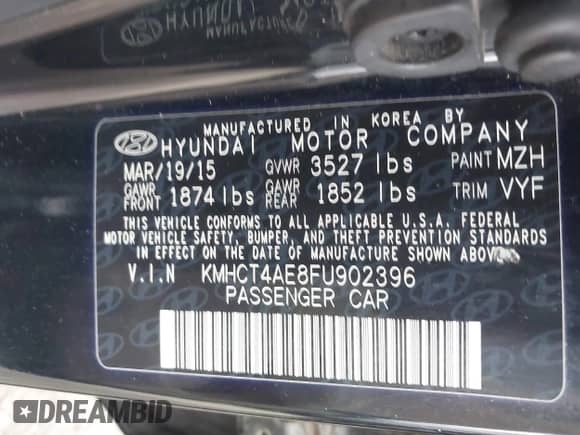 MANUFACTURED IN KOREA BY
HYUNDAI MOTOR COMPANY
MAR/19/15 GVWR 3527 lbs PAINT MZH
GAWR FRONT 1874 lbs GAWR REAR 1852 lbs TRIM VYF
THIS VEHICLE CONFORMS TO ALL APPLICABLE U.S.A. FEDERAL
MOTOR VEHICLE SAFETY, BUMPER, AND THEFT PREVENTION STANDARDS
IN EFFECT ON THE DATE OF MANUFACTURE SHOWN ABOVE.
V.I.N KMHCT4AE8FU902396
PASSENGER CAR
DREAMBID